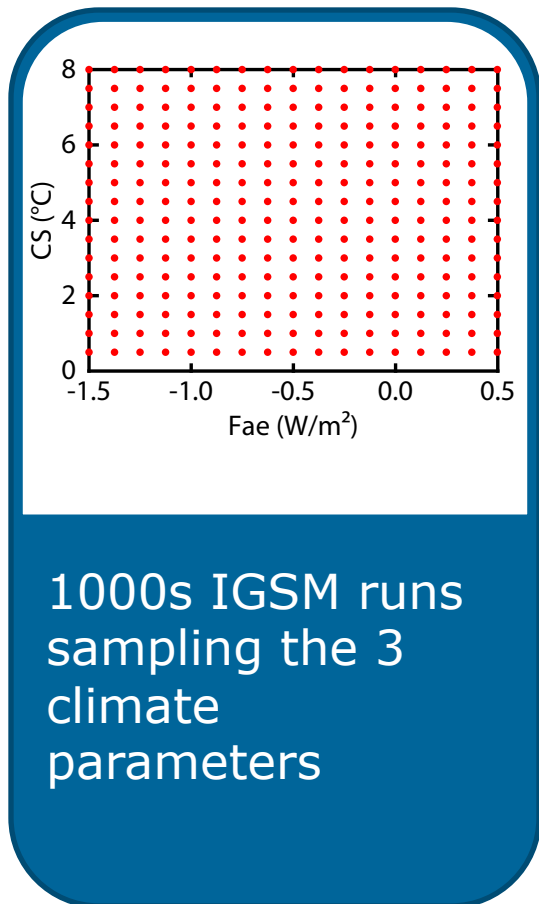 8
6
4
2
0
CS (°C)
-1.5 -1.0 -0.5 0.0 0.5
Fae (W/m²)
1000s IGSM runs
sampling the 3
climate
parameters